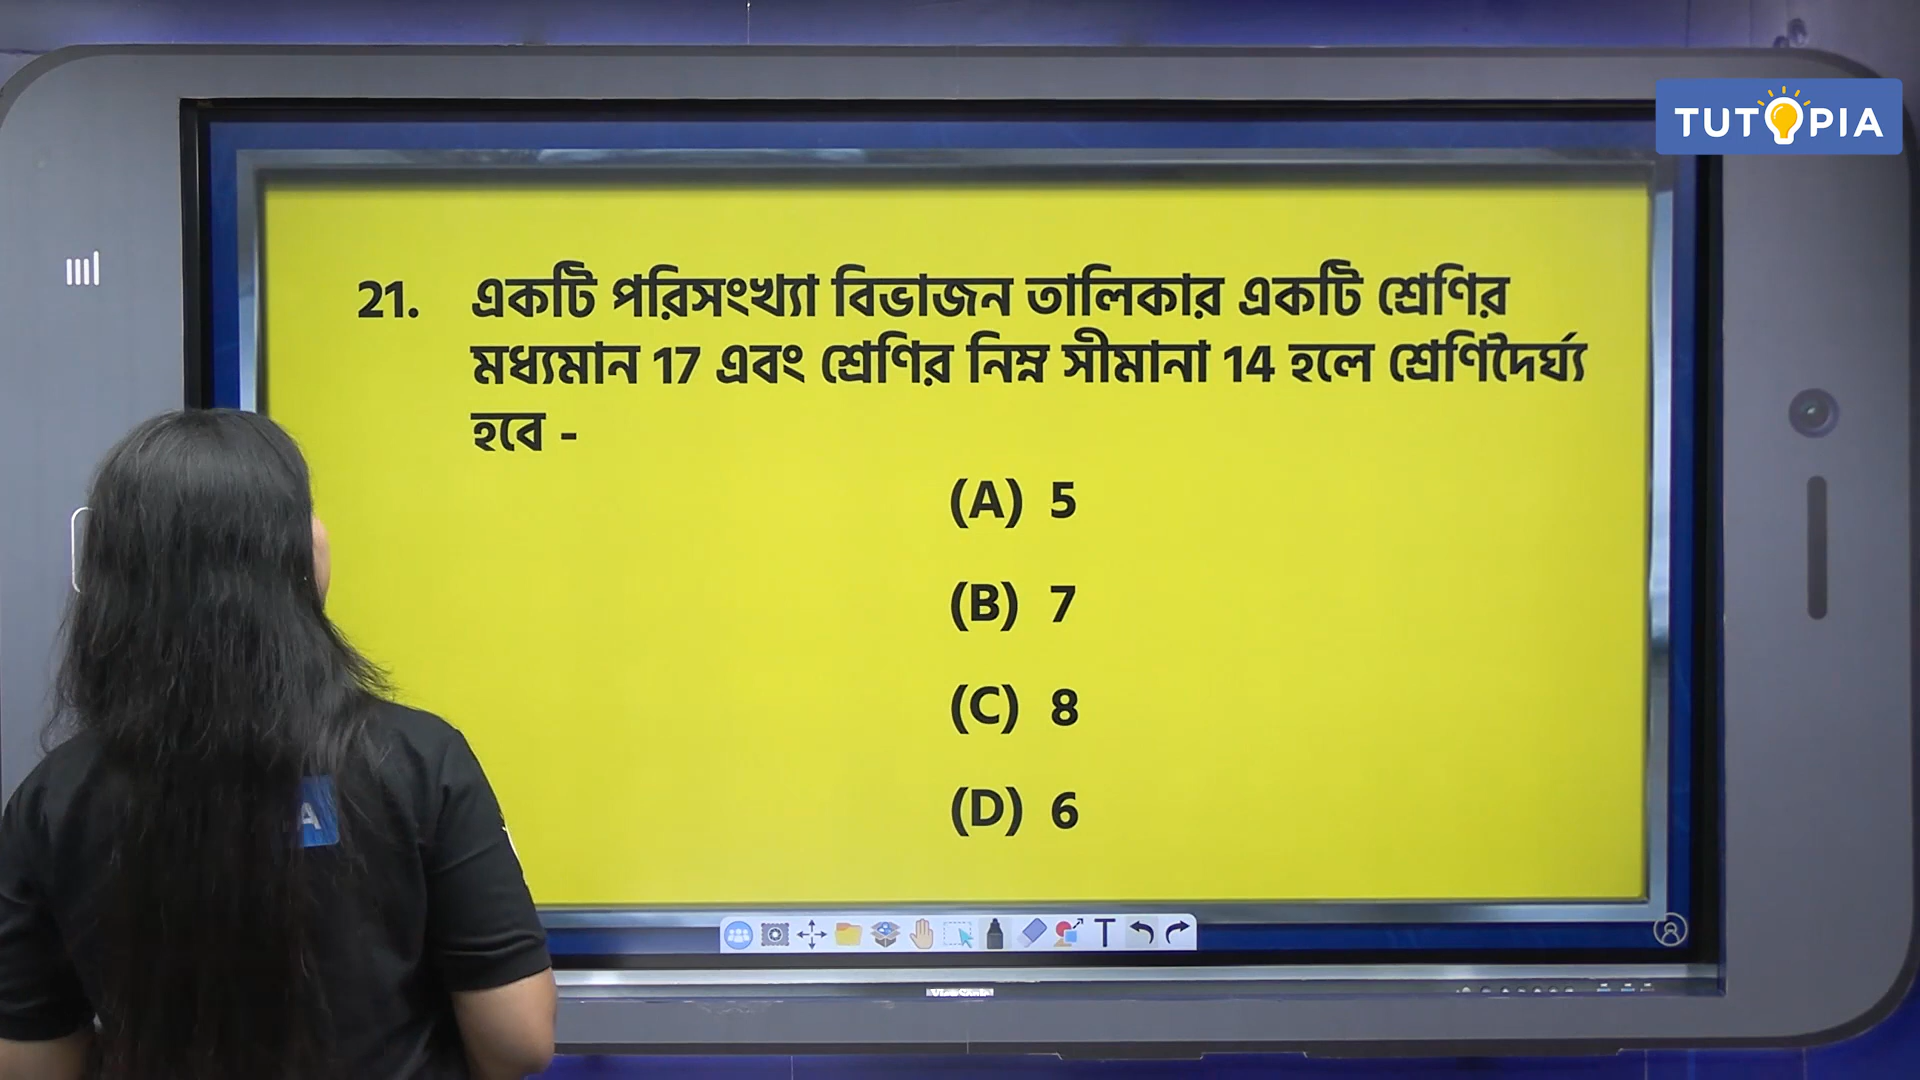 TUTOPIA
21. একটি পরিসংখ্যা বিভাজন তালিকার একটি শ্রেণির
মধ্যমান 17 এবং শ্রেণির নিম্ন সীমানা 14 হলে শ্রেণিদৈর্ঘ্য
হবে -
(A) 5
(B) 7
(C) 8
(D) 6
A
T